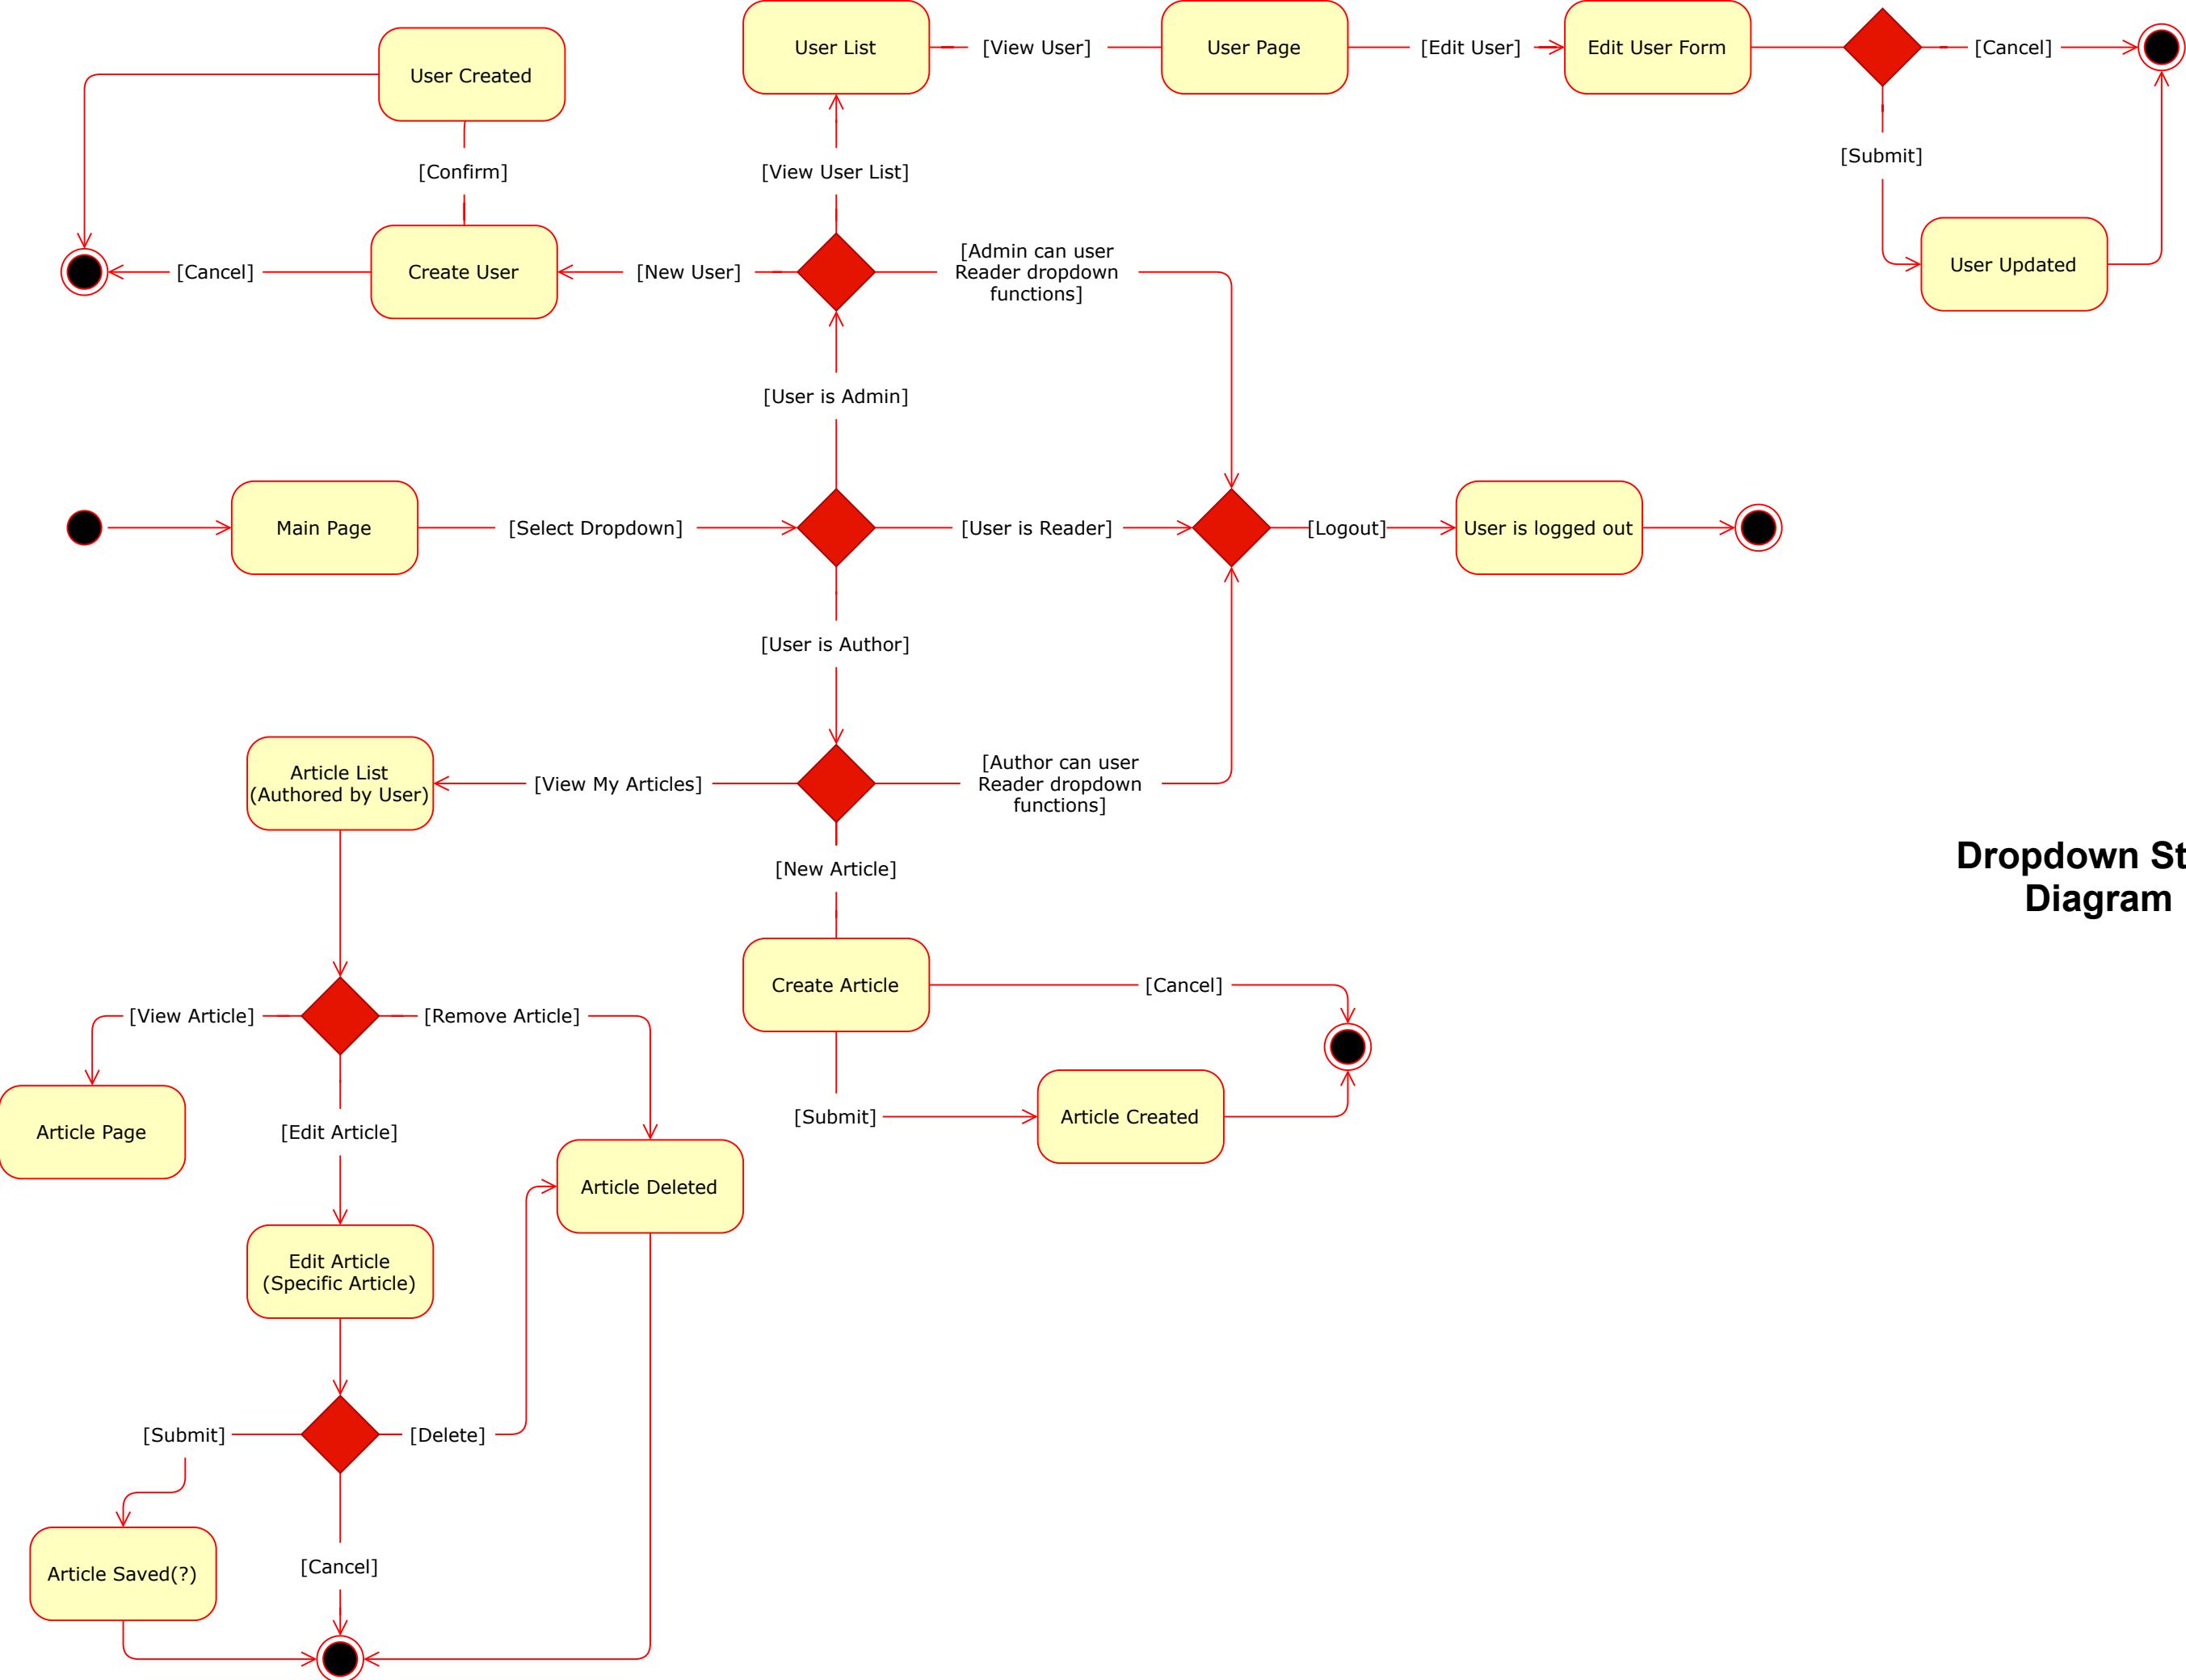 User List
[View User]
User Page
[Edit User]
Edit User Form
[Cancel]
User Created
[Confirm]
[View User List]
[Submit]
[Cancel]
Create User
[New User]
[Admin can user
Reader dropdown
functions]
User Updated
[User is Admin]
Main Page
[Select Dropdown]
[User is Reader]
[Logout]
User is logged out
[User is Author]
Article List
(Authored by User)
[View My Articles]
[Author can user
Reader dropdown
functions]
[New Article]
Dropdown St
Diagram
Create Article
[Cancel]
[View Article]
[Remove Article]
Article Page
[Edit Article]
[Submit]
Article Created
Article Deleted
Edit Article
(Specific Article)
[Submit]
[Delete]
Article Saved(?)
[Cancel]